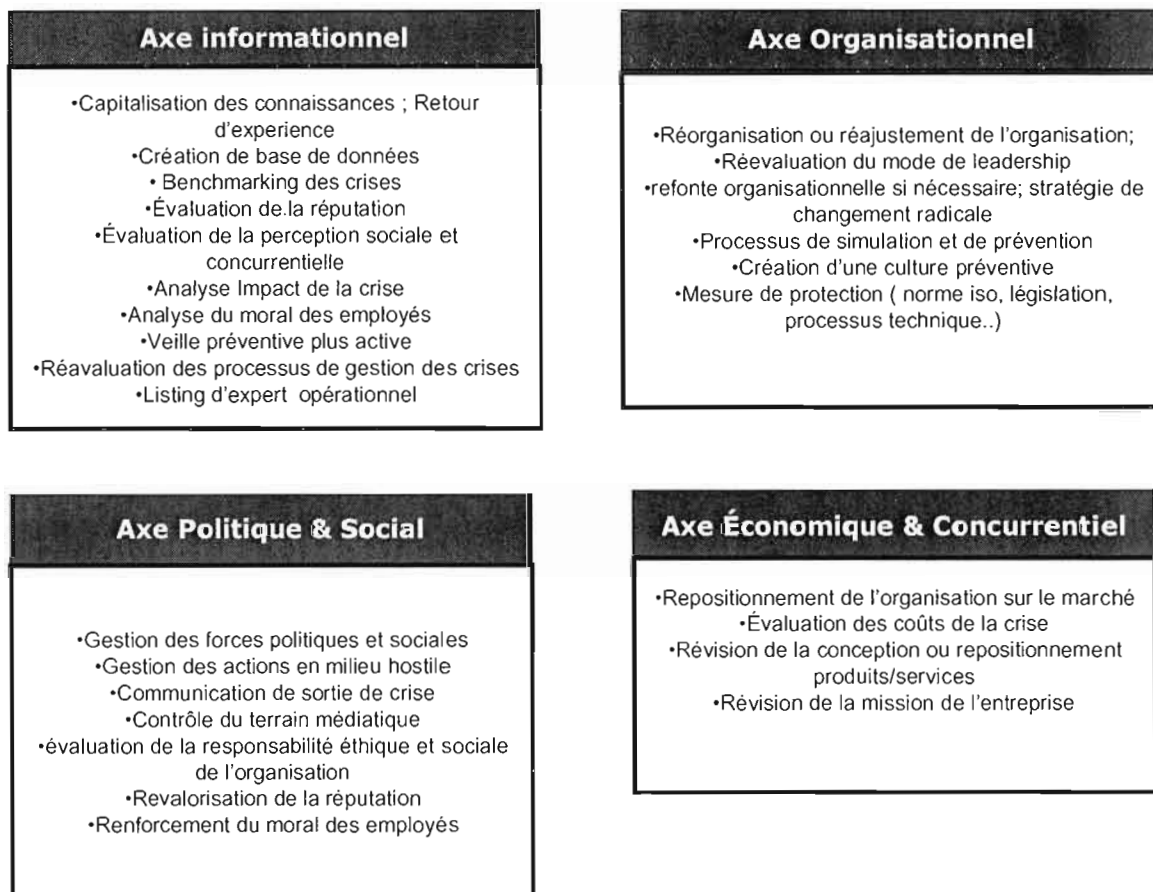 Axe informationnel
•Capitalisation des connaissances ; Retour
d'experience
•Création de base de données
• Benchmarking des crises
•Évaluation de.la réputation
•Évaluation de la perception sociale et
concurrentielle
•Analyse Impact de la crise
•Analyse du moral des employés
•Veille préventive plus active
•Réavaluation des processus de gestion des crises
•Listing d'expert opérationnel
Axe Organisationnel
•Réorganisation ou réajustement de l'organisation;
•Réevaluation du mode de leadership
•refonte organisationnelle si nécessaire; stratégie de
changement radicale
•Processus de simulation et de prévention
•Création d'une culture préventive
•Mesure de protection ( norme iso, législation,
processus technique..)
Axe Politique & Social
•Gestion des forces politiques et sociales
•Gestion des actions en milieu hostile
•Communication de sortie de crise
•Contrôle du terrain médiatique
•évaluation de la responsabilité éthique et sociale
de l'organisation
•Revalorisation de la réputation
•Renforcement du moral des employés
Axe Économique & Concurrentiel
•Repositionnement de l'organisation sur le marché
•Évaluation des coûts de la crise
•Révision de la conception ou repositionnement
produits/services
•Révision de la mission de l'entreprise